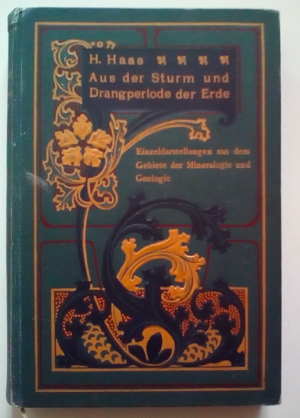 H. Haas
Aus der Sturm und
Drangperiode der Erde
Einzeldarstellungen aus dem
Gebiete der Mineralogie und
Geologie